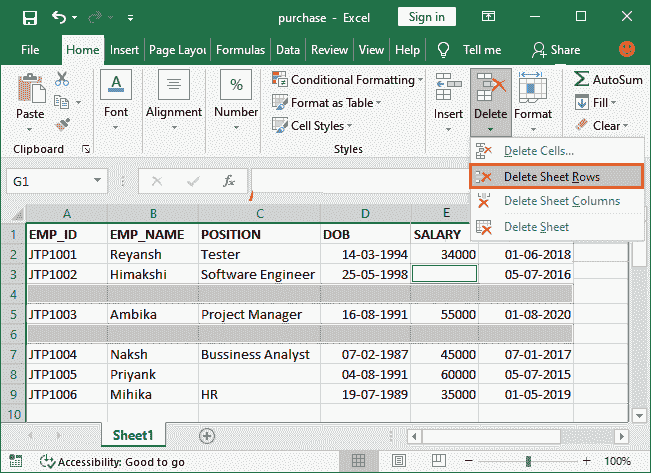 purchase - Excel Sign in
File Home Insert Page Layou Formulas Data Review View Help Tell me Share
Paste
Clipboard
Font
Alignment
%
Number
Conditional Formatting
Format as Table
Cell Styles
Styles
Insert
Delete
Format
AutoSum
Fill
Clear
Delete Cells...
Delete Sheet Rows
Delete Sheet Columns
Delete Sheet
G1 fx
A B C D E
1 EMP_ID EMP_NAME POSITION DOB SALARY
2 JTP1001 Reyansh Tester 14-03-1994 34000 01-06-2018
3 JTP1002 Himakshi Software Engineer 25-05-1998 05-07-2016
4
5 JTP1003 Ambika Project Manager 16-08-1991 55000 01-08-2020
6
7 JTP1004 Naksh Bussiness Analyst 07-02-1987 45000 07-01-2017
8 JTP1005 Priyank 04-08-1991 60000 05-07-2015
9 JTP1006 Mihika HR 19-07-1989 35000 01-05-2019
10
Sheet1
Accessibility: Good to go 100%